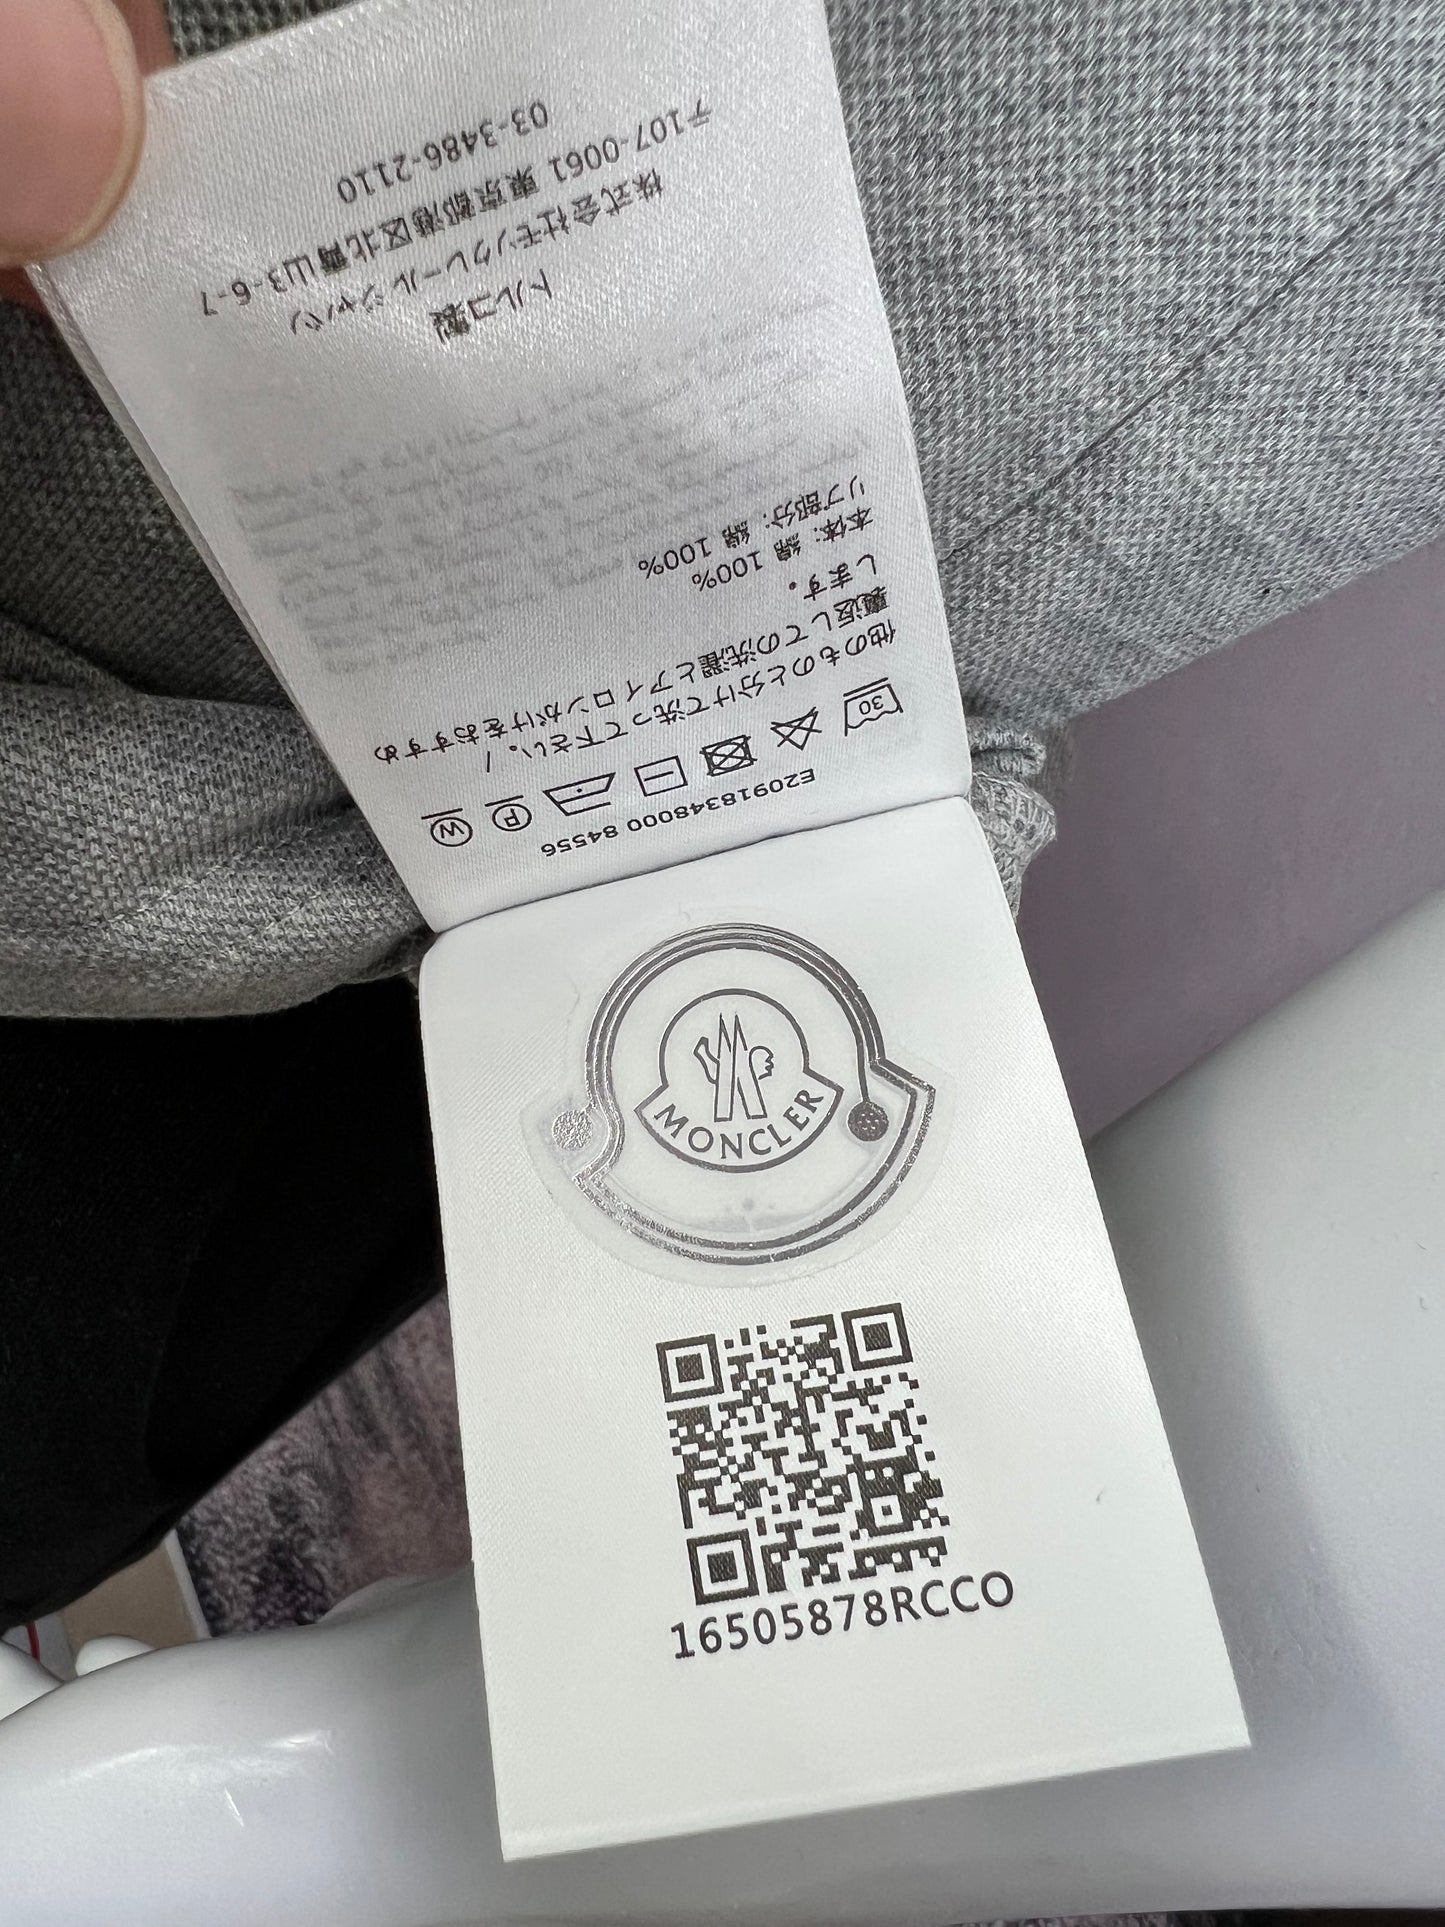 E20918348000 84556
30 P W
他のものと分けて洗って下さい。/
裏返しての洗濯とアイロンがけをおすすめ
します。
本体: 綿 100%
リブ部分: 綿 100%
トルコ製
株式会社モンクレール ジャパン
〒107-0061 東京都港区北青山3-6-7
03-3486-2110
MONCLER
16505878RCCO